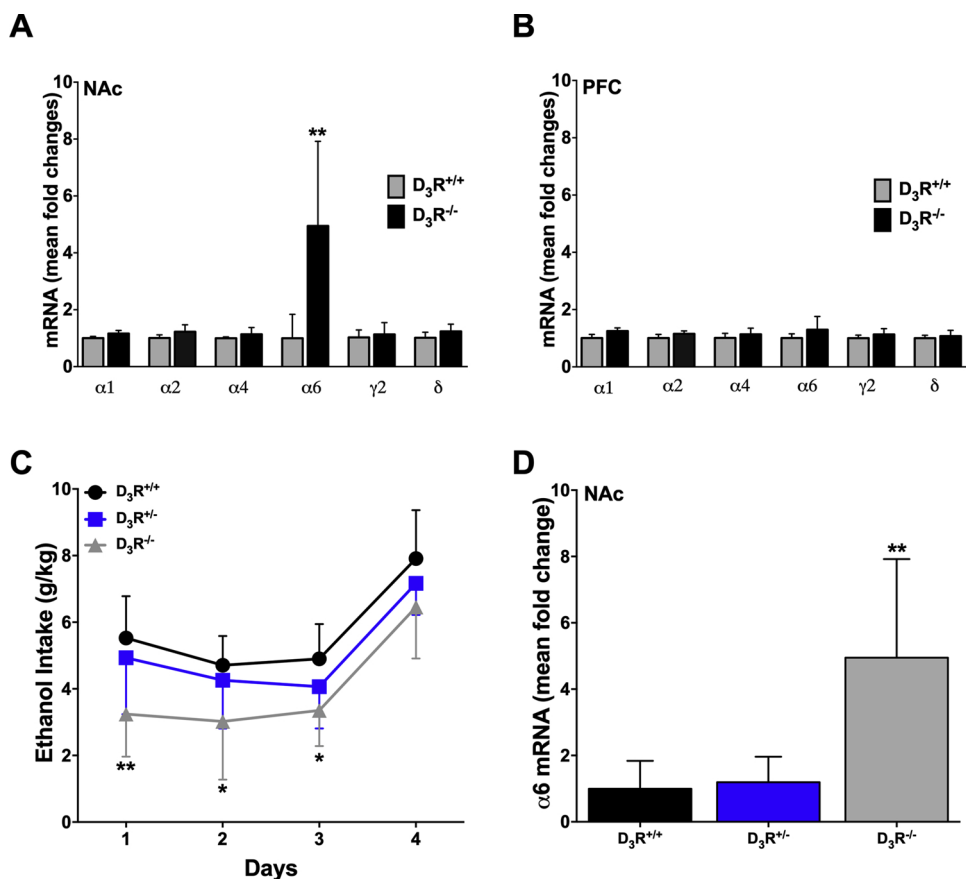 A
NAc
mRNA (mean fold changes)
10
8
6
4
2
0
**
D₃R⁺/⁺
D₃R⁻/⁻
α1
α2
α4
α6
γ2
δ
B
PFC
mRNA (mean fold changes)
10
8
6
4
2
0
D₃R⁺/⁺
D₃R⁻/⁻
α1
α2
α4
α6
γ2
δ
C
D₃R⁺/⁺
D₃R⁺/⁻
D₃R⁻/⁻
Ethanol Intake (g/kg)
10
8
6
4
2
0
**
*
*
1
2
3
4
Days
D
NAc
α6 mRNA (mean fold change)
10
8
6
4
2
0
**
D₃R⁺/⁺
D₃R⁺/⁻
D₃R⁻/⁻